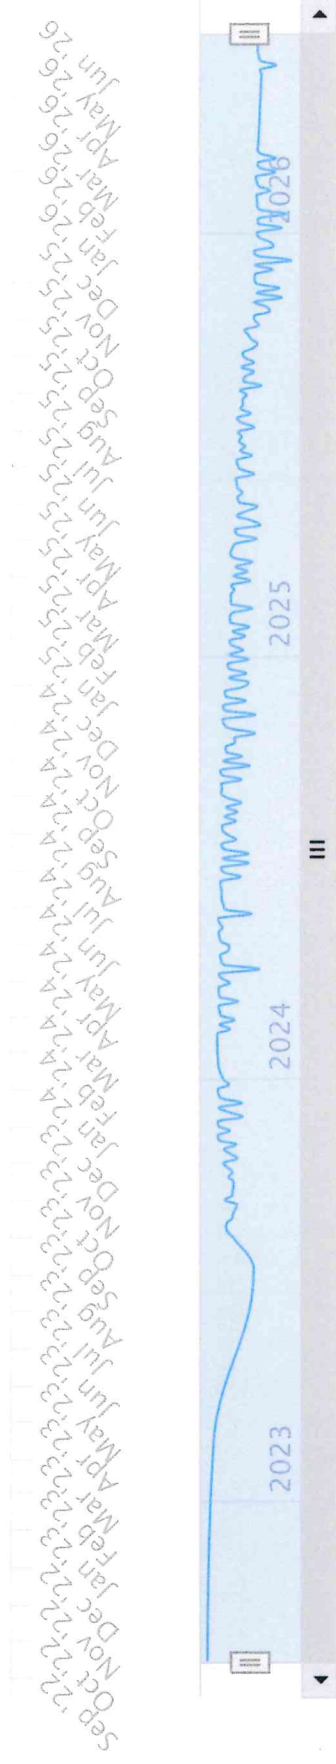 Sep '22
Oct '22
Nov '22
Dec '22
Jan '23
Feb '23
Mar '23
Apr '23
May '23
Jun '23
Jul '23
Aug '23
Sep '23
Oct '23
Nov '23
Dec '23
Jan '24
Feb '24
Mar '24
Apr '24
May '24
Jun '24
Jul '24
Aug '24
Sep '24
Oct '24
Nov '24
Dec '24
Jan '25
Feb '25
Mar '25
Apr '25
May '25
Jun '25
Jul '25
Aug '25
Sep '25
Oct '25
Nov '25
Dec '25
Jan '26
Feb '26
Mar '26
Apr '26
May '26
Jun '26
2023
2024
2025
2026